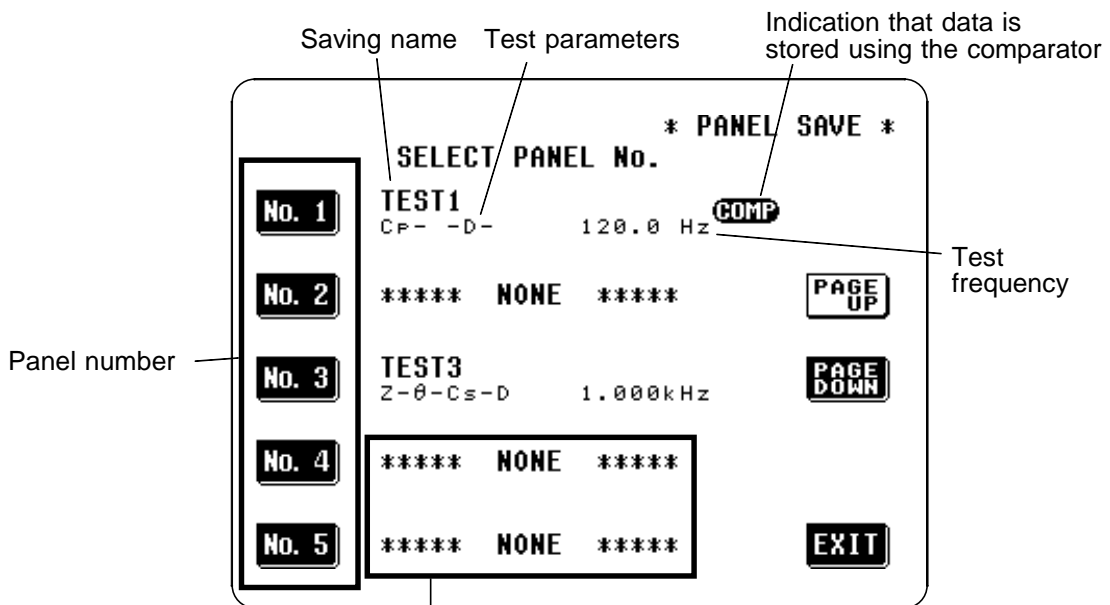 Indication that data is
stored using the comparator
Saving name
Test parameters
* PANEL SAVE *
SELECT PANEL No.
No. 1
TEST1
COMP
Cp- -D-
120.0 Hz
Test
frequency
No. 2
***** NONE *****
PAGE
UP
Panel number
No. 3
TEST3
Z-θ-Cs-D
1.000kHz
PAGE
DOWN
No. 4
***** NONE *****
No. 5
***** NONE *****
EXIT